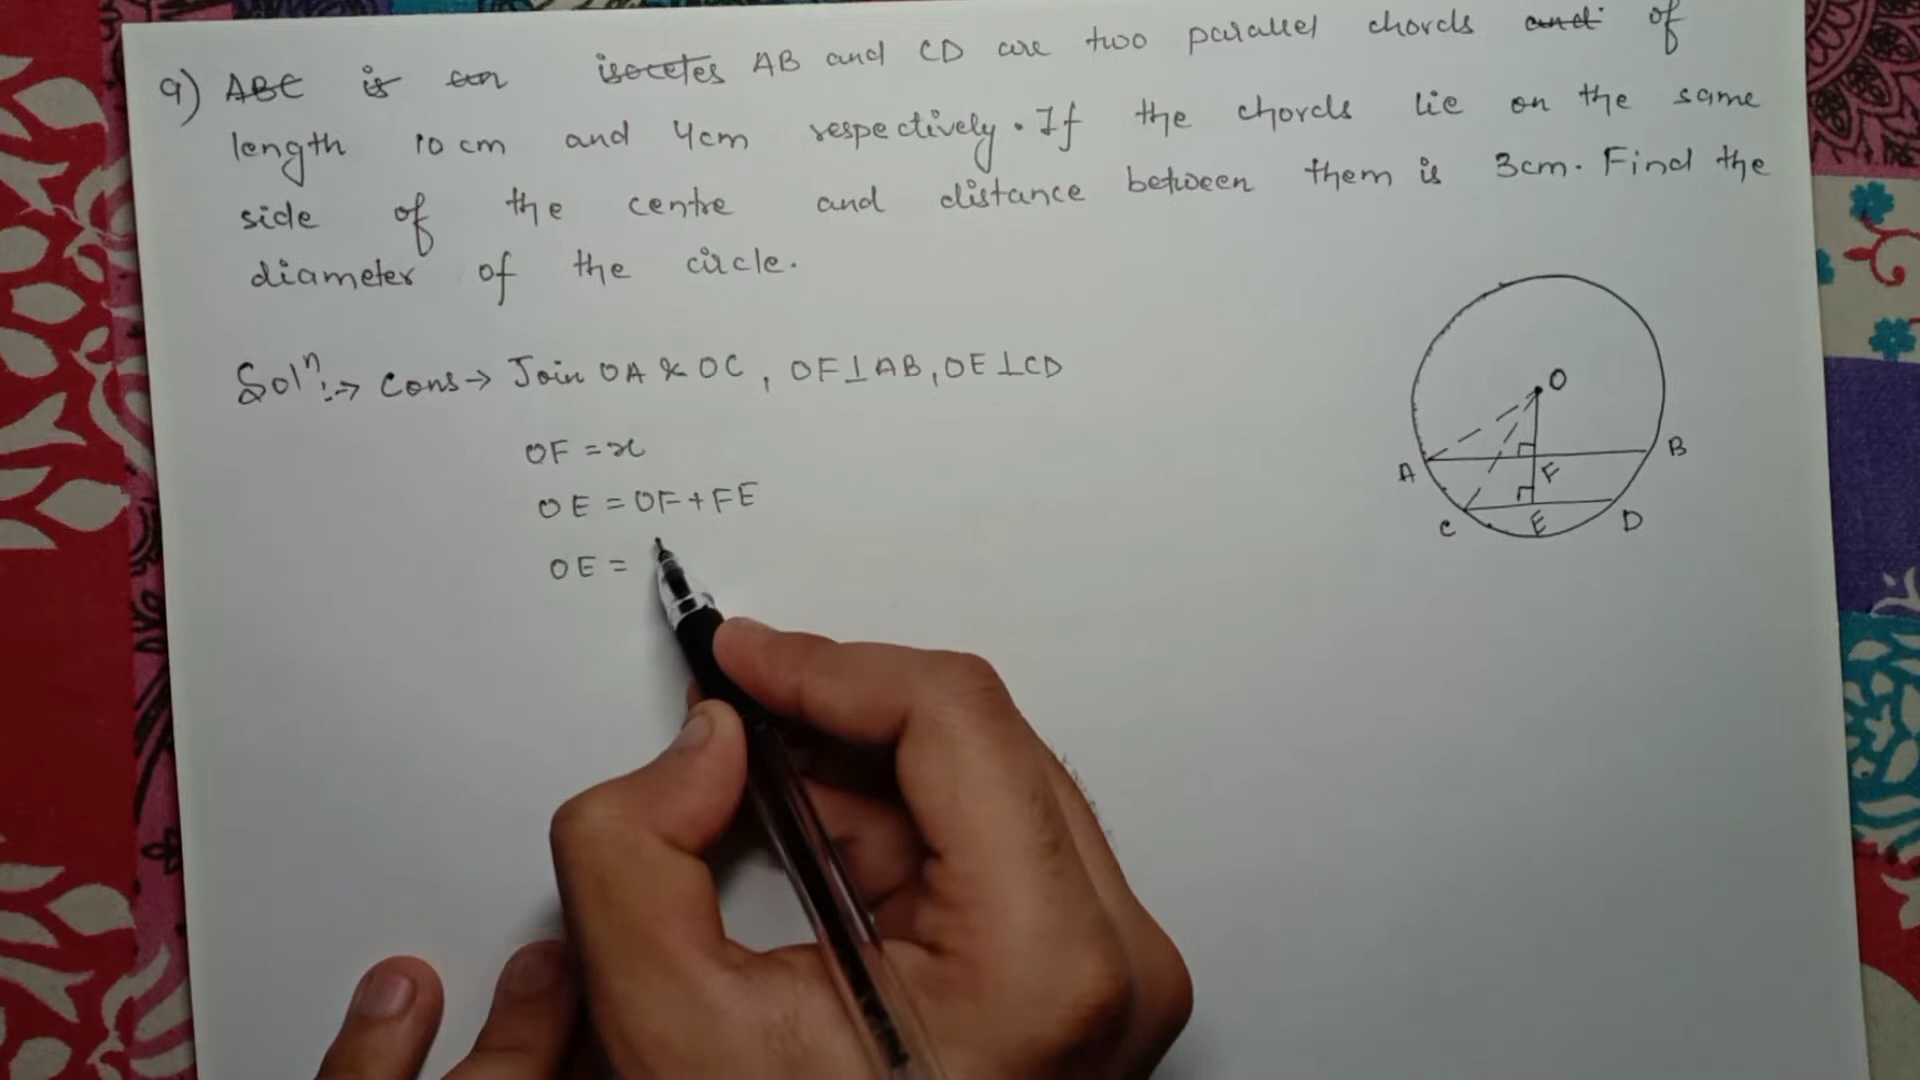 9) ABC is an isoceles AB and CD are two parallel chords and of
length 10 cm and 4cm respectively. If the chords lie on the same
side of the centre and distance between them is 3cm. Find the
diameter of the circle.
Solⁿ:→ Cons→ Join OA & OC, OF⊥AB, OE⊥CD
OF = x
OE = OF + FE
OE =
O
A
B
F
C
E
D